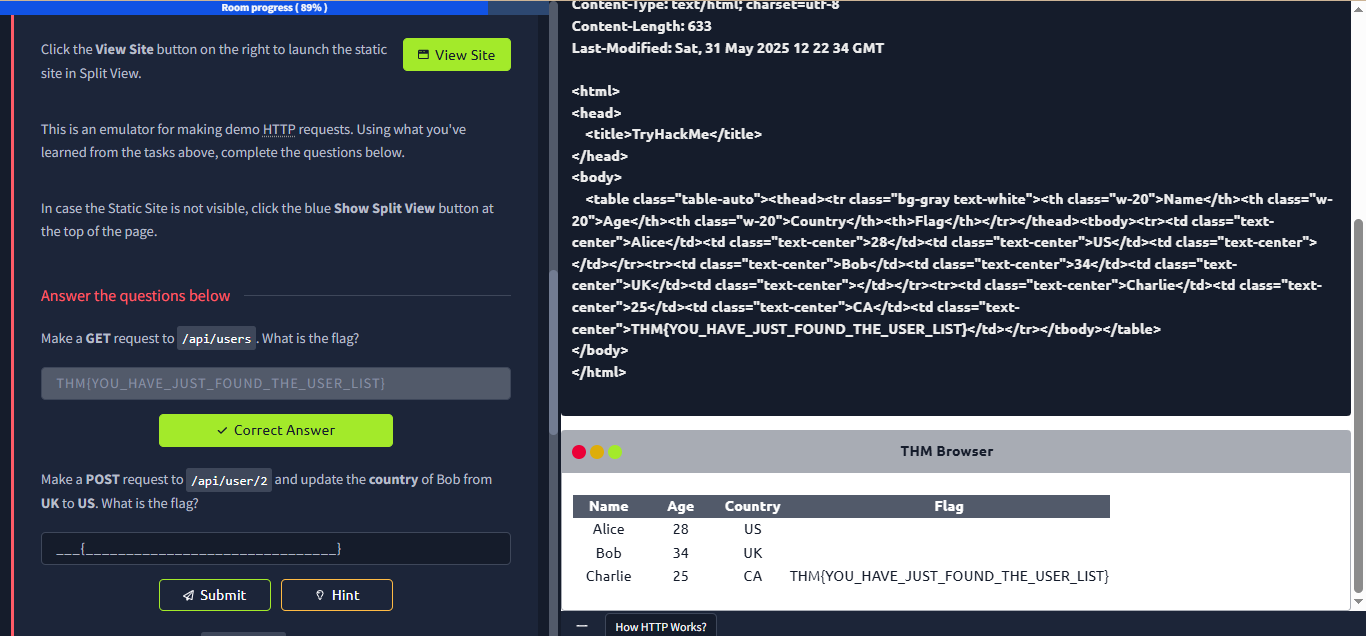 Room progress ( 89% )
Click the View Site button on the right to launch the static
site in Split View.
View Site
This is an emulator for making demo HTTP requests. Using what you've
learned from the tasks above, complete the questions below.
In case the Static Site is not visible, click the blue Show Split View button at
the top of the page.
Answer the questions below
Make a GET request to /api/users . What is the flag?
THM{YOU_HAVE_JUST_FOUND_THE_USER_LIST}
Correct Answer
Make a POST request to /api/user/2 and update the country of Bob from
UK to US. What is the flag?
___{_______________________________}
Submit
Hint
Content-Type: text/html; charset=utf-8
Content-Length: 633
Last-Modified: Sat, 31 May 2025 12 22 34 GMT
<html>
<head>
<title>TryHackMe</title>
</head>
<body>
<table class="table-auto"><thead><tr class="bg-gray text-white"><th class="w-20">Name</th><th class="w-
20">Age</th><th class="w-20">Country</th><th>Flag</th></tr></thead><tbody><tr><td class="text-
center">Alice</td><td class="text-center">28</td><td class="text-center">US</td><td class="text-center">
</td></tr><tr><td class="text-center">Bob</td><td class="text-center">34</td><td class="text-
center">UK</td><td class="text-center"></td></tr><tr><td class="text-center">Charlie</td><td class="text-
center">25</td><td class="text-center">CA</td><td class="text-
center">THM{YOU_HAVE_JUST_FOUND_THE_USER_LIST}</td></tr></tbody></table>
</body>
</html>
THM Browser
Name Age Country Flag
Alice 28 US
Bob 34 UK
Charlie 25 CA THM{YOU_HAVE_JUST_FOUND_THE_USER_LIST}
How HTTP Works?